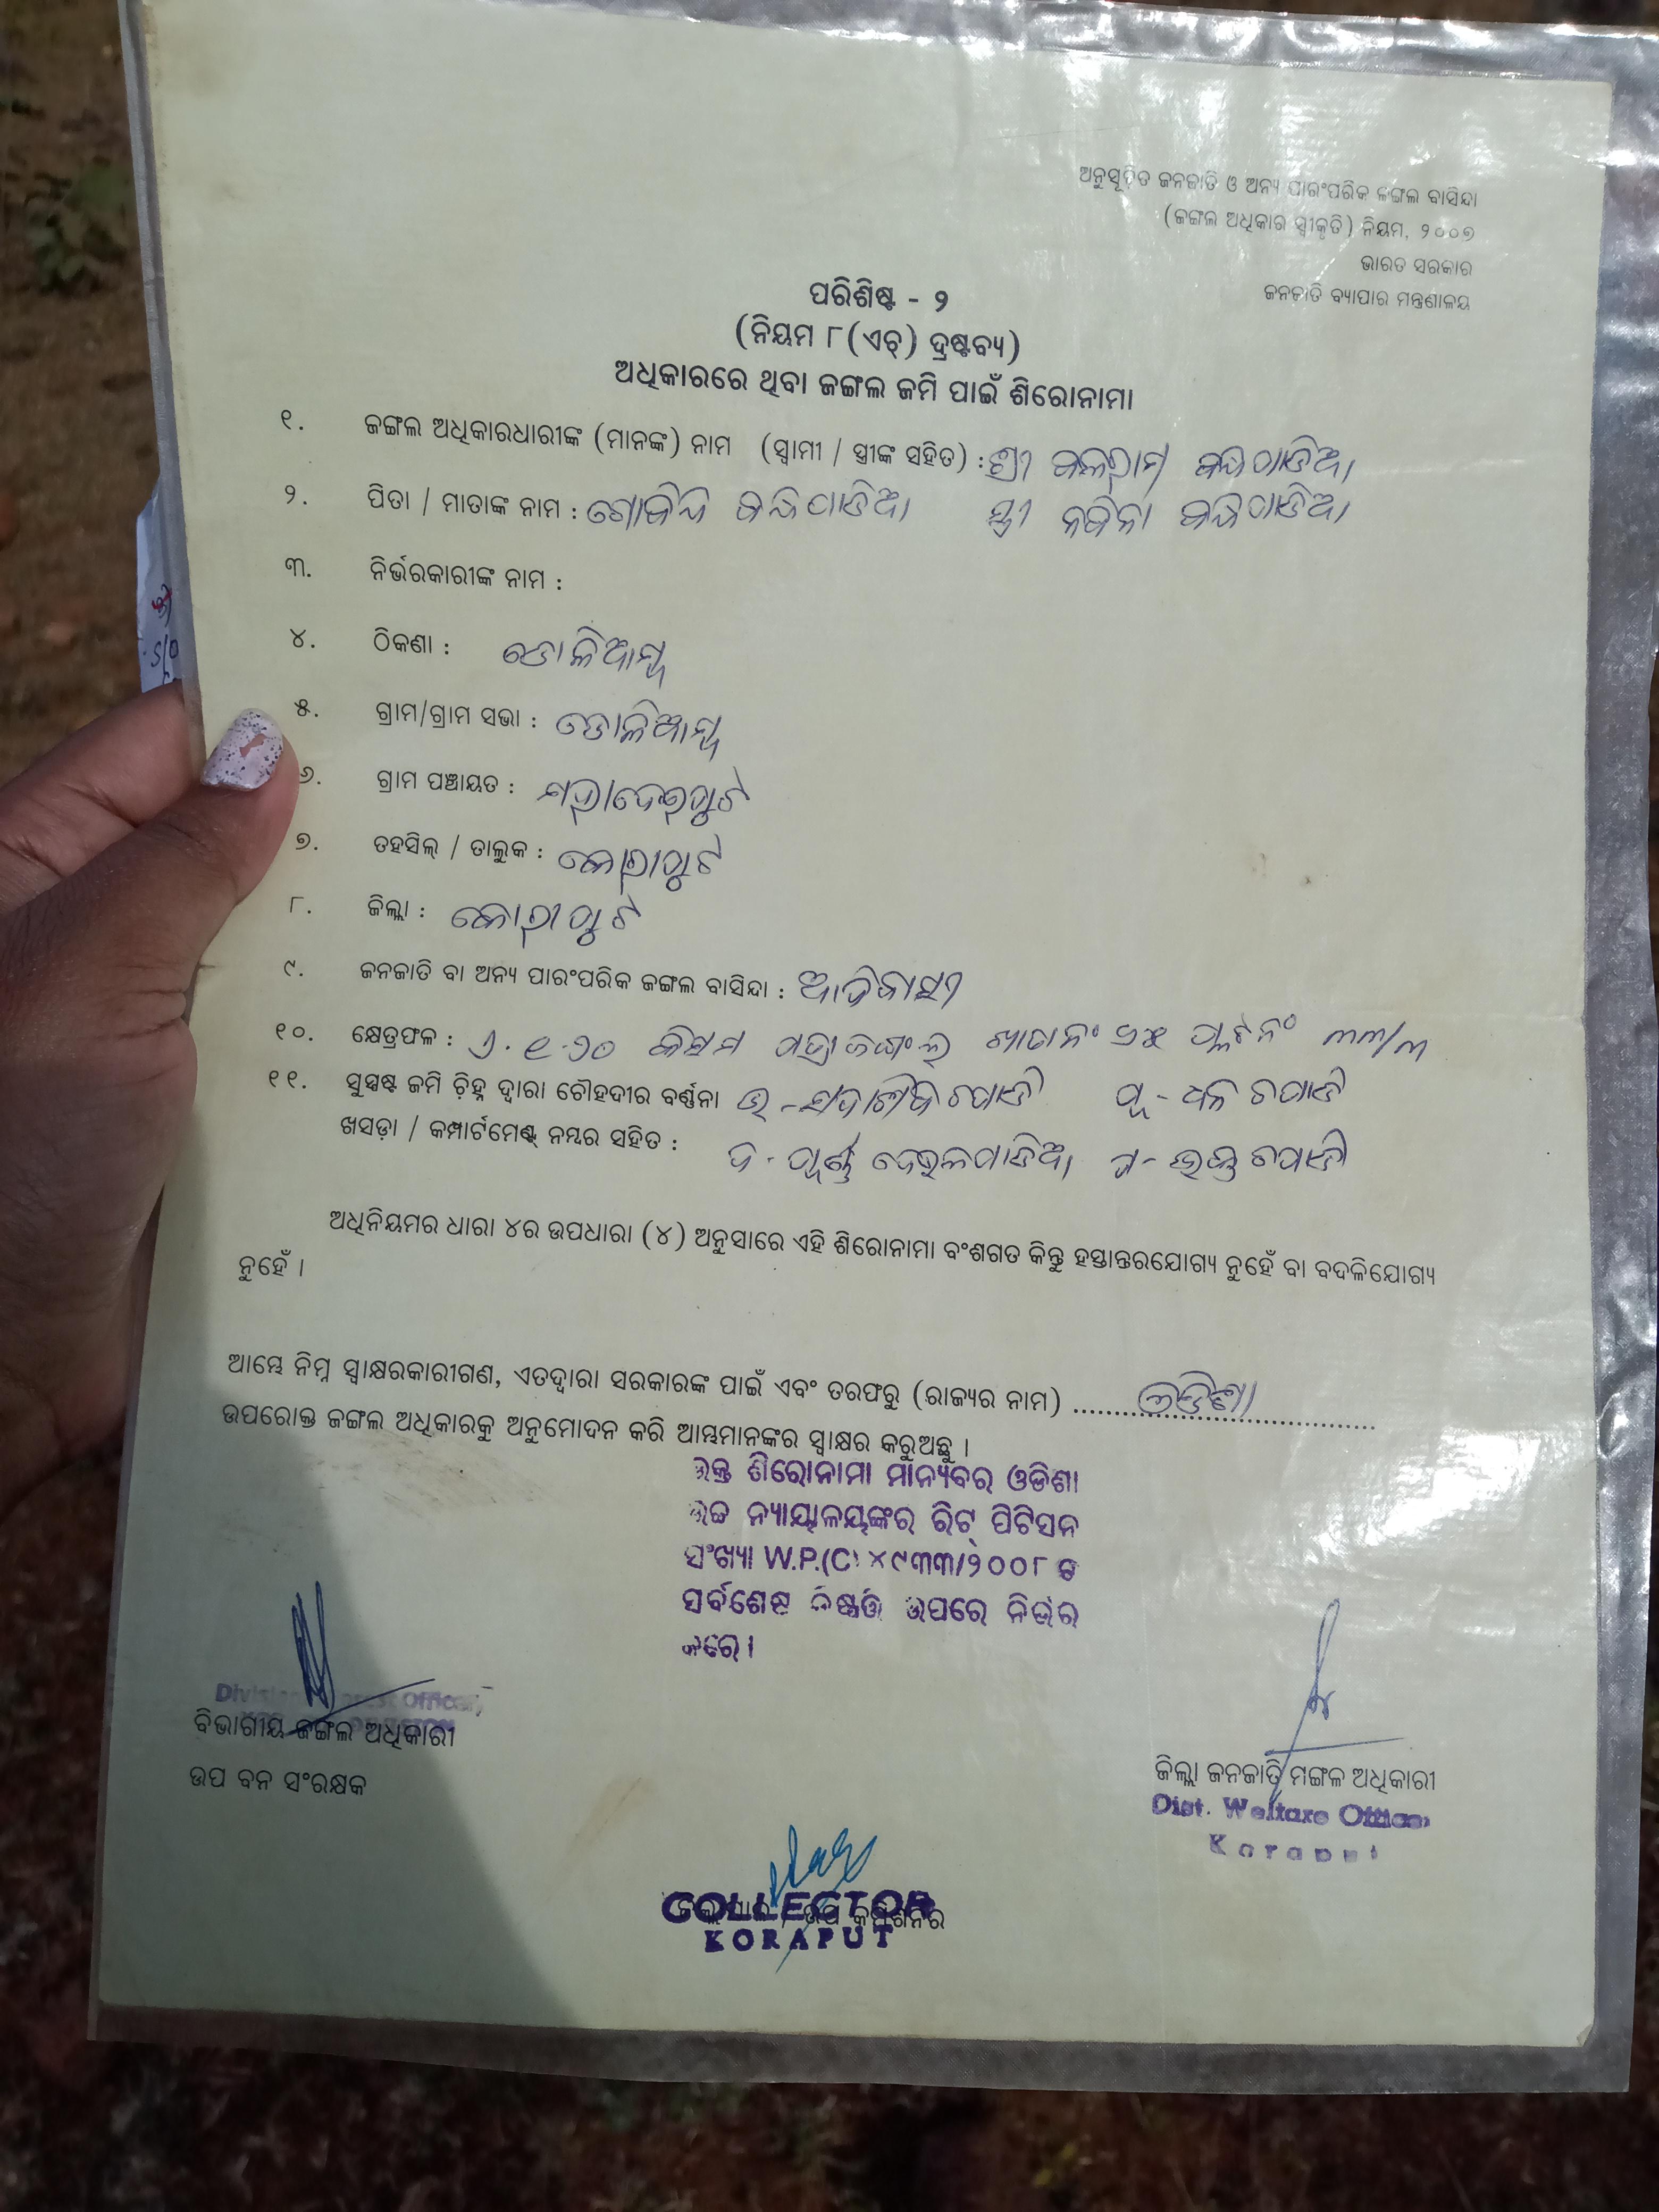 ଅନୁସୂଚିତ ଜନଜାତି ଓ ଅନ୍ୟ ପାରଂପରିକ ଜଙ୍ଗଲ ବାସିନ୍ଦା
(ଜଙ୍ଗଲ ଅଧିକାର ସ୍ୱୀକୃତି) ନିୟମ, ୨୦୦୭
ଭାରତ ସରକାର
ଜନଜାତି ବ୍ୟାପାର ମନ୍ତ୍ରଣାଳୟ
ପରିଶିଷ୍ଟ - ୨
(ନିୟମ ୮(ଏଚ୍) ଦ୍ରଷ୍ଟବ୍ୟ)
ଅଧିକାରରେ ଥିବା ଜଙ୍ଗଲ ଜମି ପାଇଁ ଶିରୋନାମା
୧. ଜଙ୍ଗଲ ଅଧିକାରଧାରୀଙ୍କ (ମାନଙ୍କ) ନାମ (ସ୍ୱାମୀ / ସ୍ତ୍ରୀଙ୍କ ସହିତ) : ଶ୍ରୀ ବଳରାମ
୨. ପିତା / ମାତାଙ୍କ ନାମ : ଗୋବିନ୍ଦ ସ୍ତ୍ରୀ
୩. ନିର୍ଭରକାରୀଙ୍କ ନାମ :
୪. ଠିକଣା : ଡୋଳିଆମ୍ବ
୫. ଗ୍ରାମ/ଗ୍ରାମ ସଭା : ଡୋଳିଆମ୍ବ
୬. ଗ୍ରାମ ପଞ୍ଚାୟତ :
୭. ତହସିଲ୍ / ତାଲୁକ : କୋରାପୁଟ
୮. ଜିଲ୍ଲା : କୋରାପୁଟ
୯. ଜନଜାତି ବା ଅନ୍ୟ ପାରଂପରିକ ଜଙ୍ଗଲ ବାସିନ୍ଦା : ଆଦିବାସୀ
୧୦. କ୍ଷେତ୍ରଫଳ : କିସମ ଖାତା ନଂ ପ୍ଲଟ ନଂ
୧୧. ସୁସ୍ପଷ୍ଟ ଜମି ଚିହ୍ନ ଦ୍ୱାରା ଚୌହଦୀର ବର୍ଣ୍ଣନା
ଖସଡ଼ା / କମ୍ପାର୍ଟମେଣ୍ଟ୍ ନମ୍ବର ସହିତ :
ଅଧିନିୟମର ଧାରା ୪ର ଉପଧାରା (୪) ଅନୁସାରେ ଏହି ଶିରୋନାମା ବଂଶଗତ କିନ୍ତୁ ହସ୍ତାନ୍ତରଯୋଗ୍ୟ ନୁହେଁ ବା ବଦଳିଯୋଗ୍ୟ
ନୁହେଁ ।
ଆମ୍ଭେ ନିମ୍ନ ସ୍ୱାକ୍ଷରକାରୀଗଣ, ଏତଦ୍ୱାରା ସରକାରଙ୍କ ପାଇଁ ଏବଂ ତରଫରୁ (ରାଜ୍ୟର ନାମ) ଓଡିଶା
ଉପରୋକ୍ତ ଜଙ୍ଗଲ ଅଧିକାରକୁ ଅନୁମୋଦନ କରି ଆମ୍ଭମାନଙ୍କର ସ୍ୱାକ୍ଷର କରୁଅଛୁ ।
ଉକ୍ତ ଶିରୋନାମା ମାନ୍ୟବର ଓଡିଶା
ଉଚ୍ଚ ନ୍ୟାୟାଳୟଙ୍କର ରିଟ୍ ପିଟିସନ
ସଂଖ୍ୟା W.P.(C) ୪୯୩୩/୨୦୦୮ ର
ସର୍ବଶେଷ ନିଷ୍ପତ୍ତି ଉପରେ ନିର୍ଭର
କରେ ।
Divisional Forest Officer,
ବିଭାଗୀୟ ଜଙ୍ଗଲ ଅଧିକାରୀ
ଉପ ବନ ସଂରକ୍ଷକ
ଜିଲ୍ଲା ଜନଜାତି ମଙ୍ଗଳ ଅଧିକାରୀ
Dist. Welfare Officer
Koraput
COLLECTOR
KORAPUT